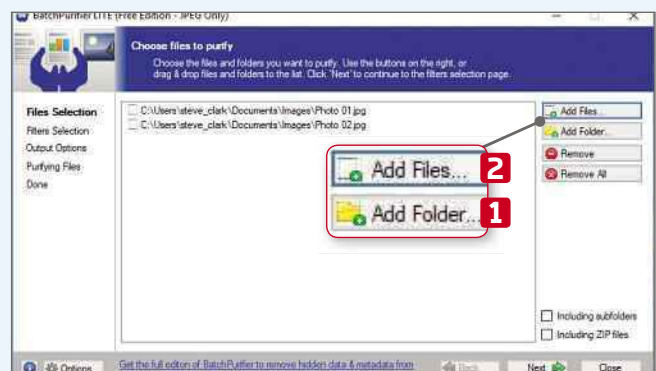 BatchPurifier LITE (Free Edition - JPEG Only)
Choose files to purify
Choose the files and folders you want to purify. Use the buttons on the right, or
drag & drop files and folders to the list. Click 'Next' to continue to the filters selection page.
Files Selection
Filters Selection
Output Options
Purifying Files
Done
C:\Users\steve_clark\Documents\Images\Photo 01.jpg
C:\Users\steve_clark\Documents\Images\Photo 02.jpg
Add Files...
Add Folder...
Remove
Remove All
Add Files... 2
Add Folder... 1
Including subfolders
Including ZIP files
Options
Get the full editon of BatchPurifier to remove hidden data & metadata from
Back
Next
Close